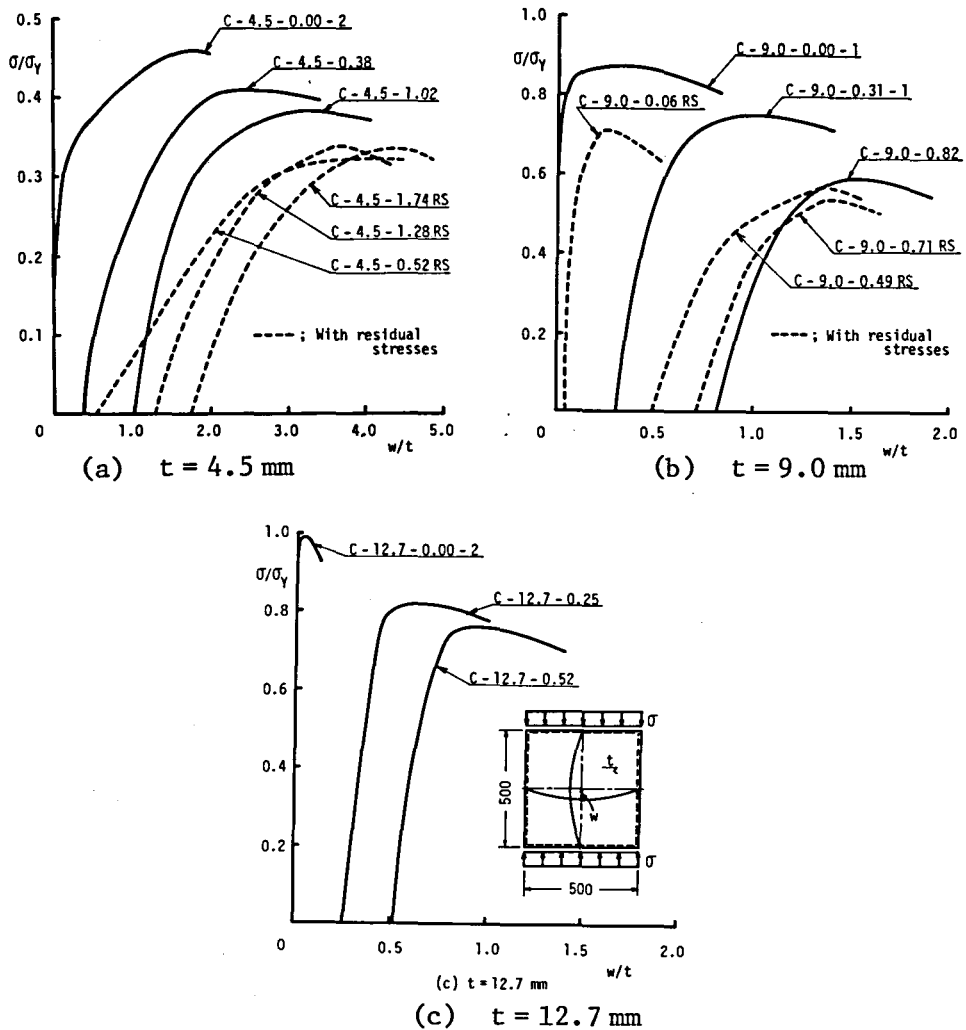 0.5
σ/σY
0.4
0.3
0.2
0.1
0
1.0
2.0
3.0
4.0
5.0
w/t
C-4.5-0.00-2
C-4.5-0.38
C-4.5-1.02
C-4.5-1.74RS
C-4.5-1.28RS
C-4.5-0.52RS
---- ; With residual
stresses
(a) t = 4.5 mm
1.0
σ/σY
0.8
0.6
0.4
0.2
0
0.5
1.0
1.5
2.0
w/t
C-9.0-0.00-1
C-9.0-0.06 RS
C-9.0-0.31-1
C-9.0-0.82
C-9.0-0.71 RS
C-9.0-0.49 RS
---- ; With residual
stresses
(b) t = 9.0 mm
1.0
σ/σY
0.8
0.6
0.4
0.2
0
0.5
1.0
1.5
2.0
w/t
C-12.7-0.00-2
C-12.7-0.25
C-12.7-0.52
σ
500
t
w
σ
500
(c) t = 12.7 mm
(c) t = 12.7 mm